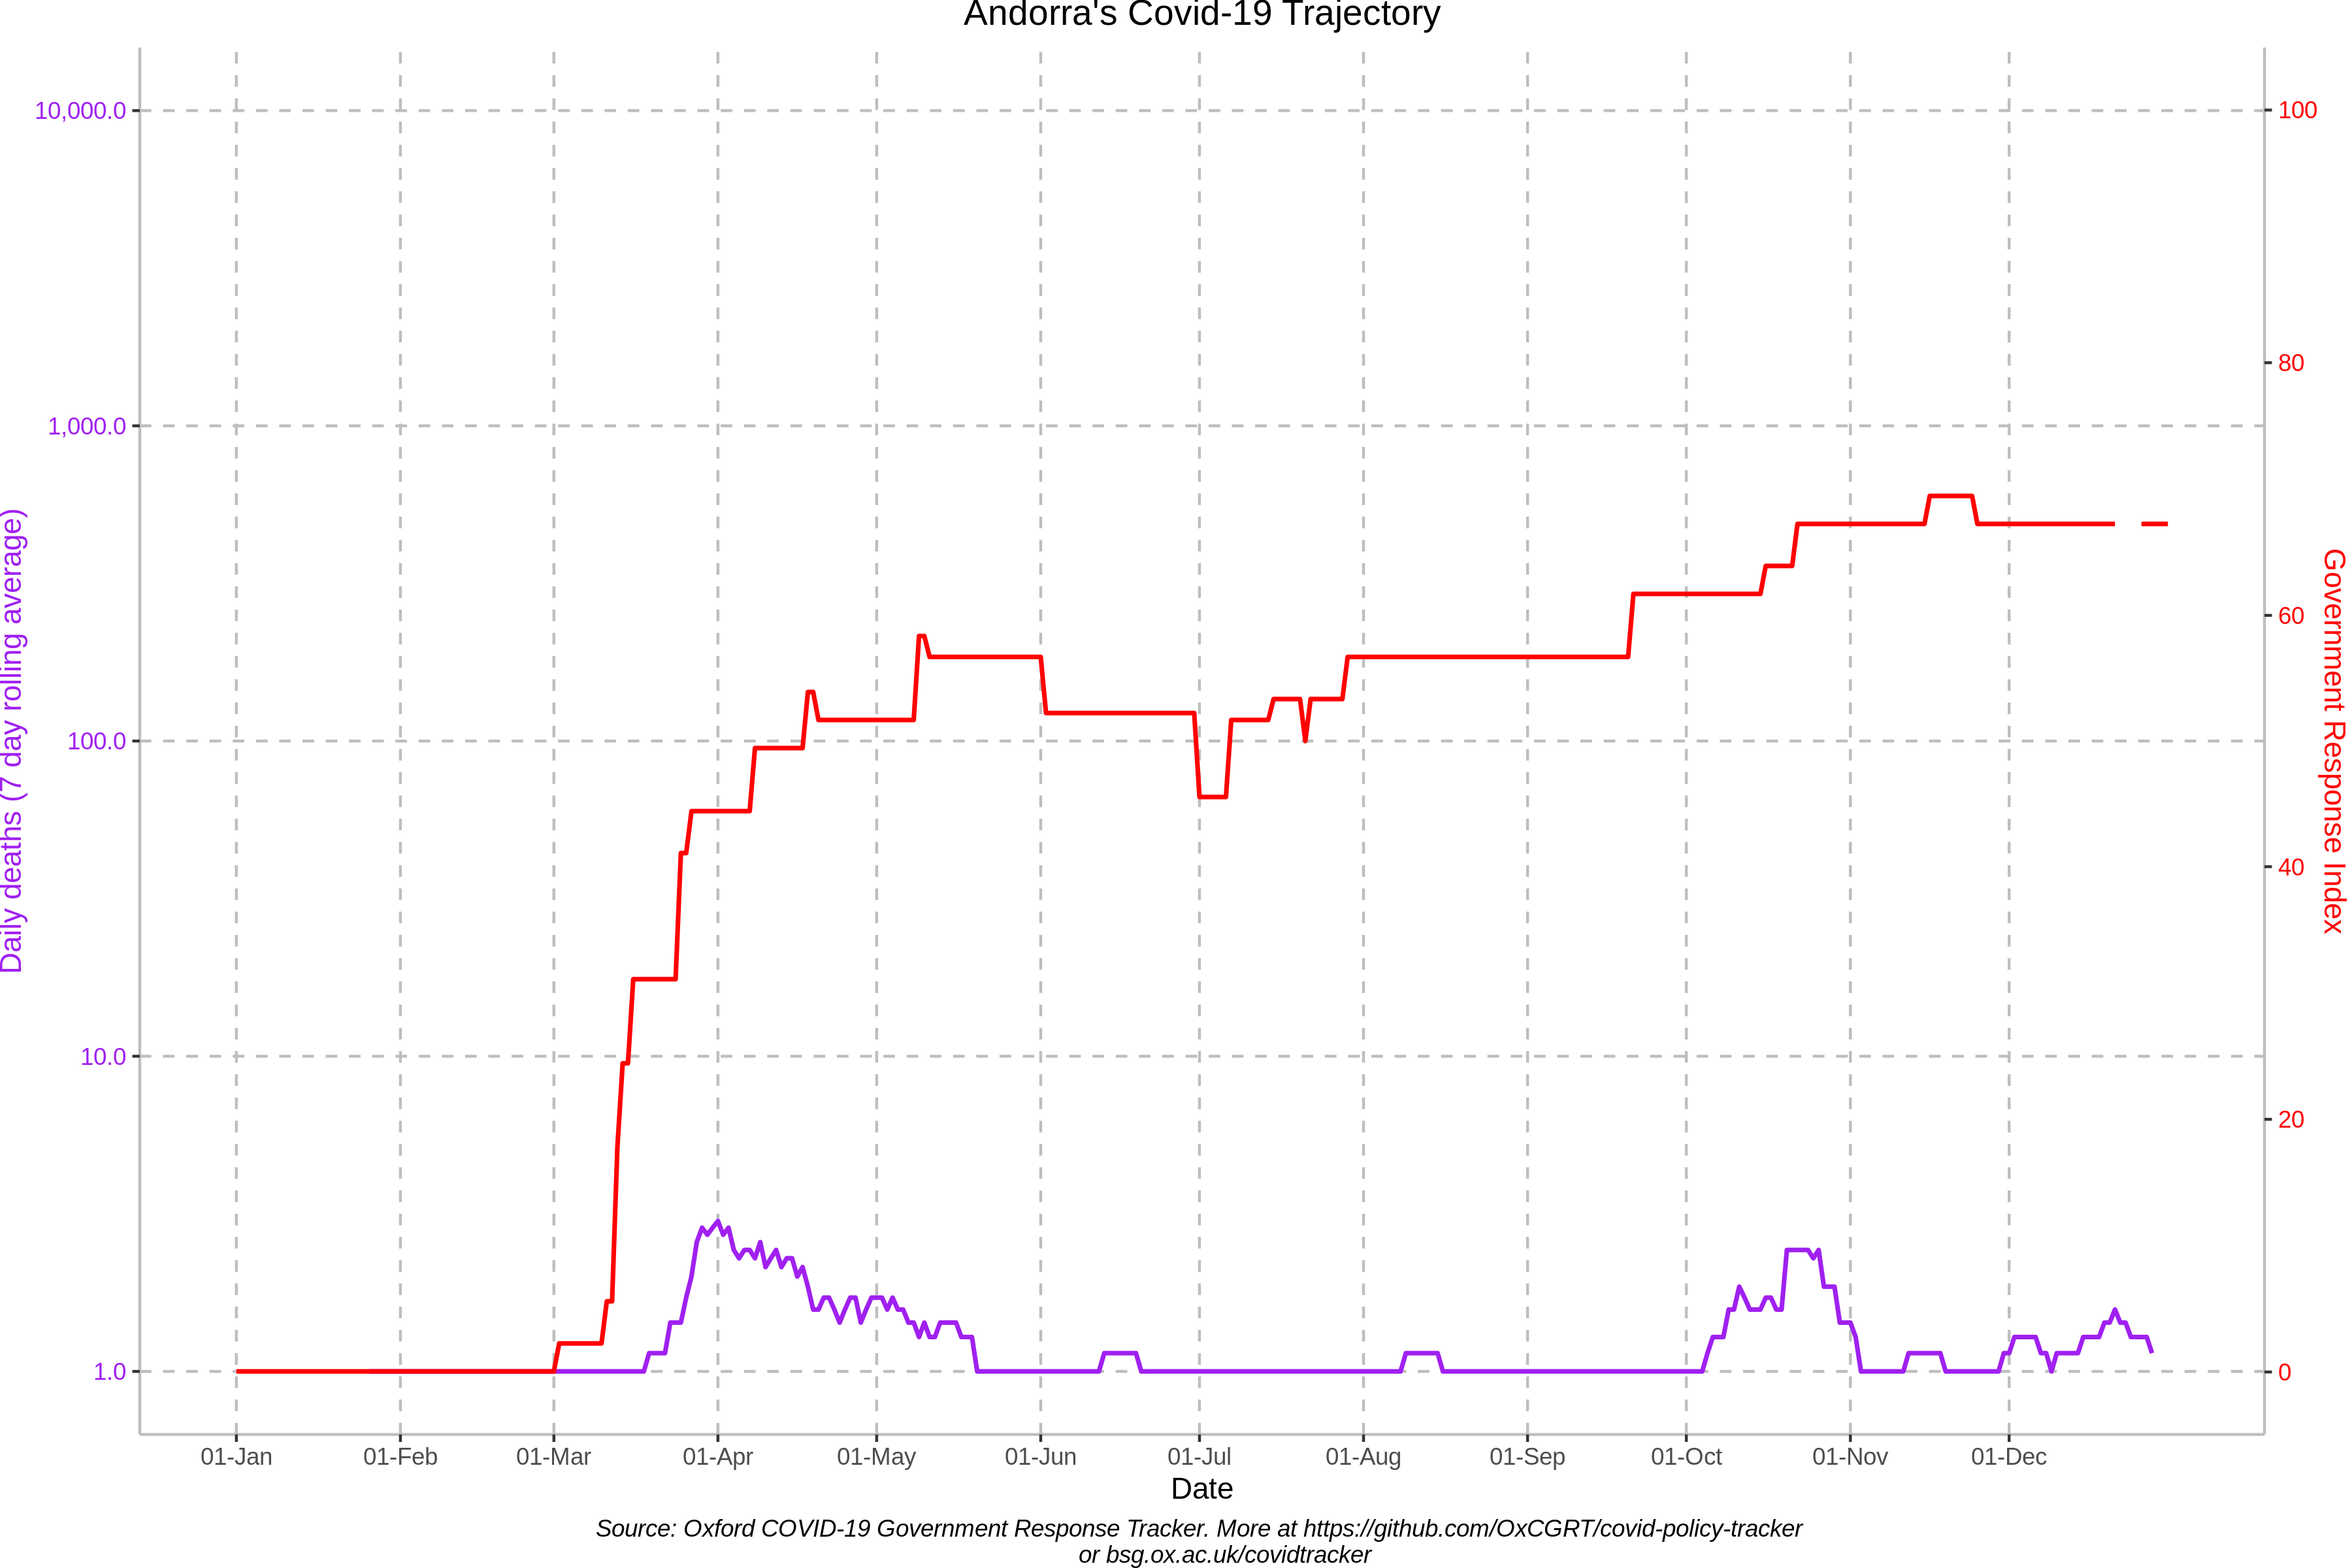 Andorra's Covid-19 Trajectory
10,000.0
1,000.0
100.0
10.0
1.0
Daily deaths (7 day rolling average)
100
80
60
40
20
0
Government Response Index
01-Jan 01-Feb 01-Mar 01-Apr 01-May 01-Jun 01-Jul 01-Aug 01-Sep 01-Oct 01-Nov 01-Dec
Date
Source: Oxford COVID-19 Government Response Tracker. More at https://github.com/OxCGRT/covid-policy-tracker
or bsg.ox.ac.uk/covidtracker